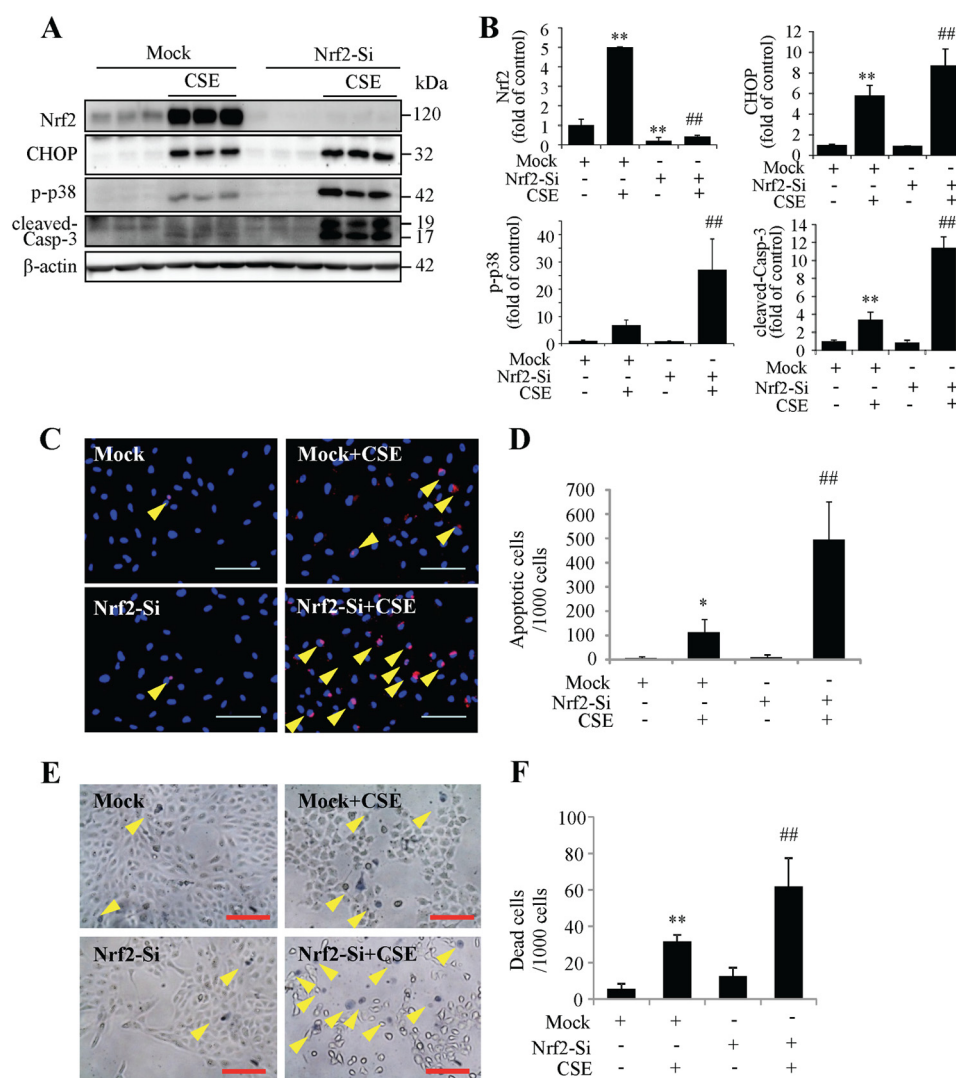 A
Mock Nrf2-Si
CSE CSE kDa
Nrf2 120
CHOP 32
p-p38 42
cleaved-Casp-3 19
17
β-actin 42
B
Nrf2
(fold of control)
6
5
4
3
2
1
0
** ** ##
Mock + + - -
Nrf2-Si - - + +
CSE - + - +
CHOP
(fold of control)
12
10
8
6
4
2
0
** ##
Mock + + - -
Nrf2-Si - - + +
CSE - + - +
p-p38
(fold of control)
50
40
30
20
10
0
##
Mock + + - -
Nrf2-Si - - + +
CSE - + - +
cleaved-Casp-3
(fold of control)
14
12
10
8
6
4
2
0
** ##
Mock + + - -
Nrf2-Si - - + +
CSE - + - +
C
Mock
Mock+CSE
Nrf2-Si
Nrf2-Si+CSE
D
Apoptotic cells
/1000 cells
700
600
500
400
300
200
100
0
* ##
Mock + + - -
Nrf2-Si - - + +
CSE - + - +
E
Mock
Mock+CSE
Nrf2-Si
Nrf2-Si+CSE
F
Dead cells
/1000 cells
100
80
60
40
20
0
** ##
Mock + + - -
Nrf2-Si - - + +
CSE - + - +